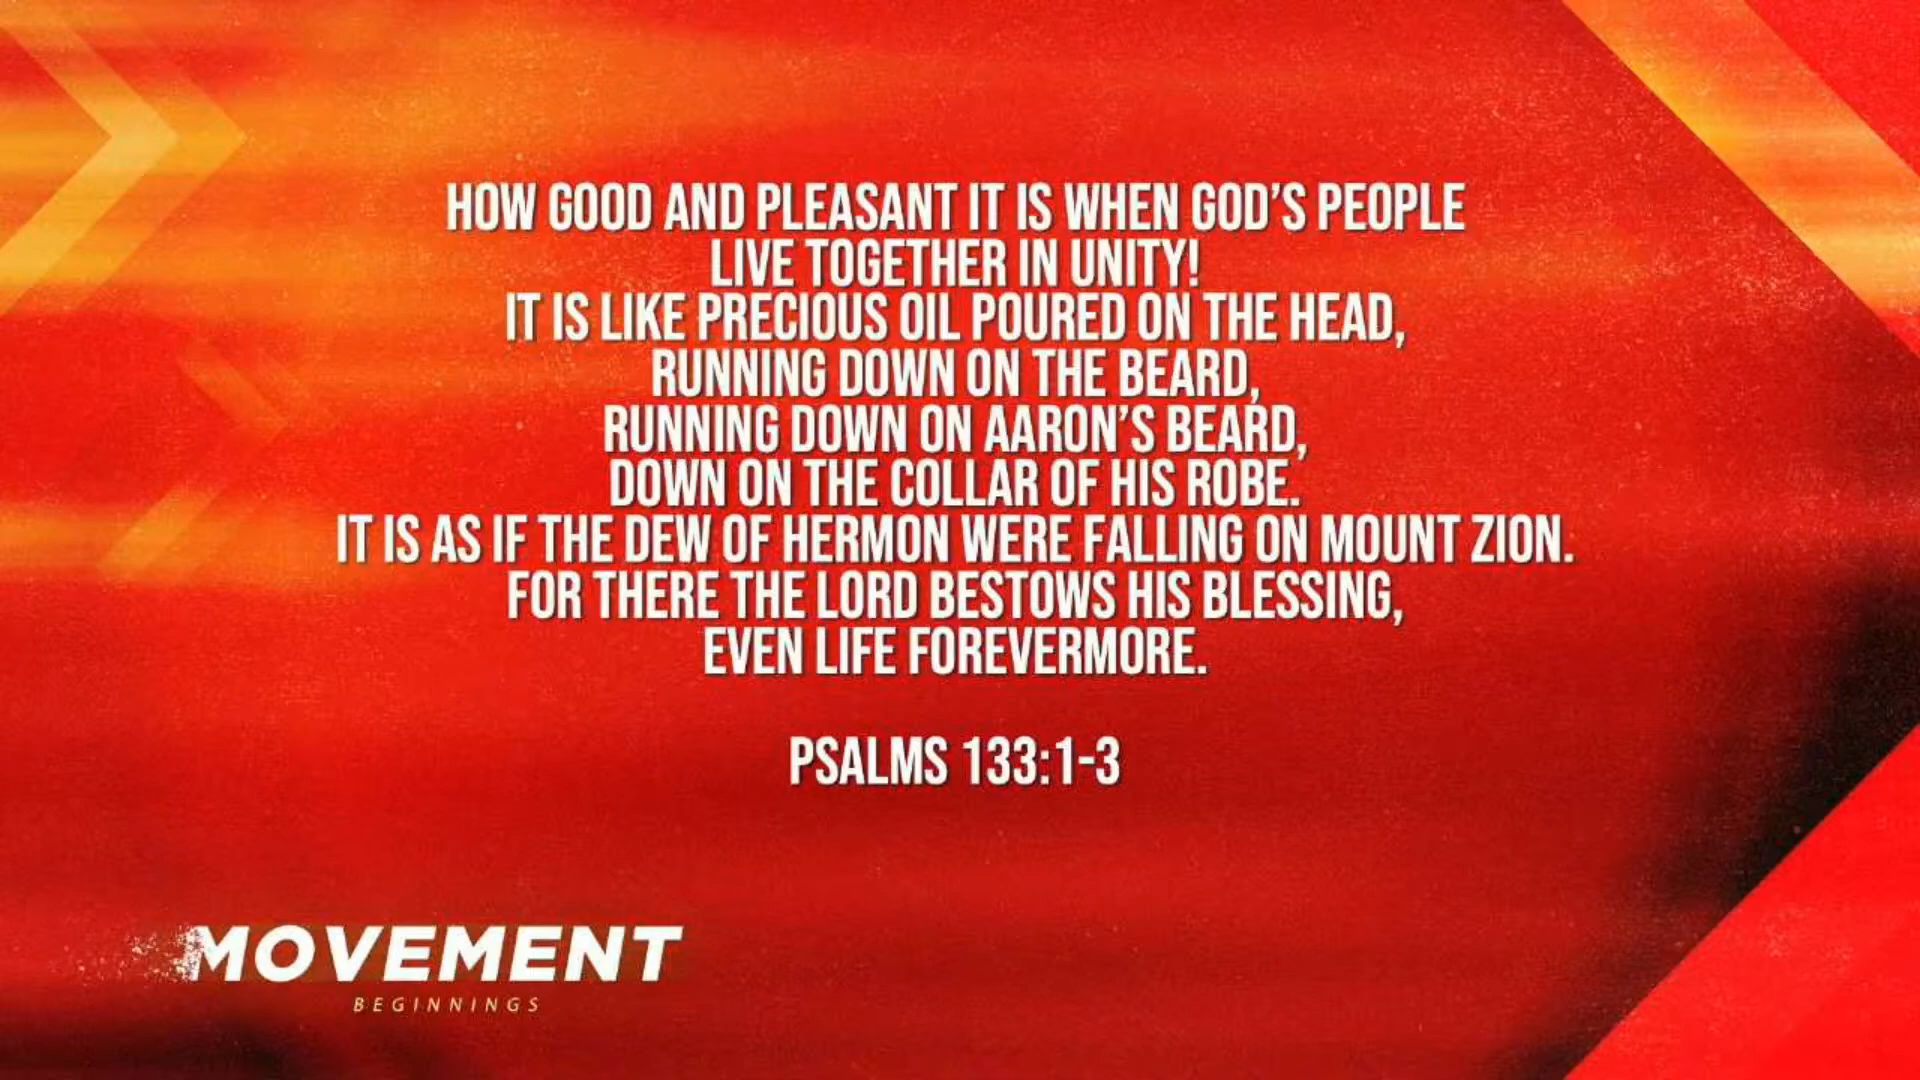 HOW GOOD AND PLEASANT IT IS WHEN GOD’S PEOPLE
LIVE TOGETHER IN UNITY!
IT IS LIKE PRECIOUS OIL POURED ON THE HEAD,
RUNNING DOWN ON THE BEARD,
RUNNING DOWN ON AARON’S BEARD,
DOWN ON THE COLLAR OF HIS ROBE.
IT IS AS IF THE DEW OF HERMON WERE FALLING ON MOUNT ZION.
FOR THERE THE LORD BESTOWS HIS BLESSING,
EVEN LIFE FOREVERMORE.
PSALMS 133:1-3
MOVEMENT
BEGINNINGS